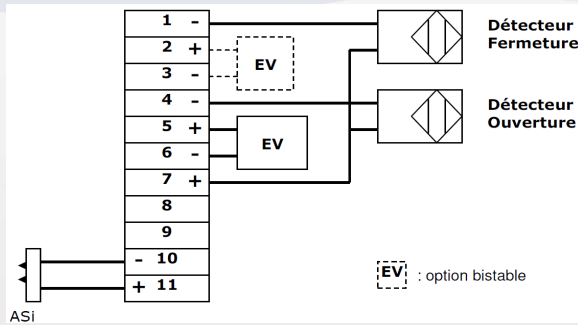 1 -
Détecteur
Fermeture
2 +
EV
3 -
4 -
Détecteur
Ouverture
5 +
EV
6 -
7 +
8
9
- 10
EV : option bistable
+ 11
ASi